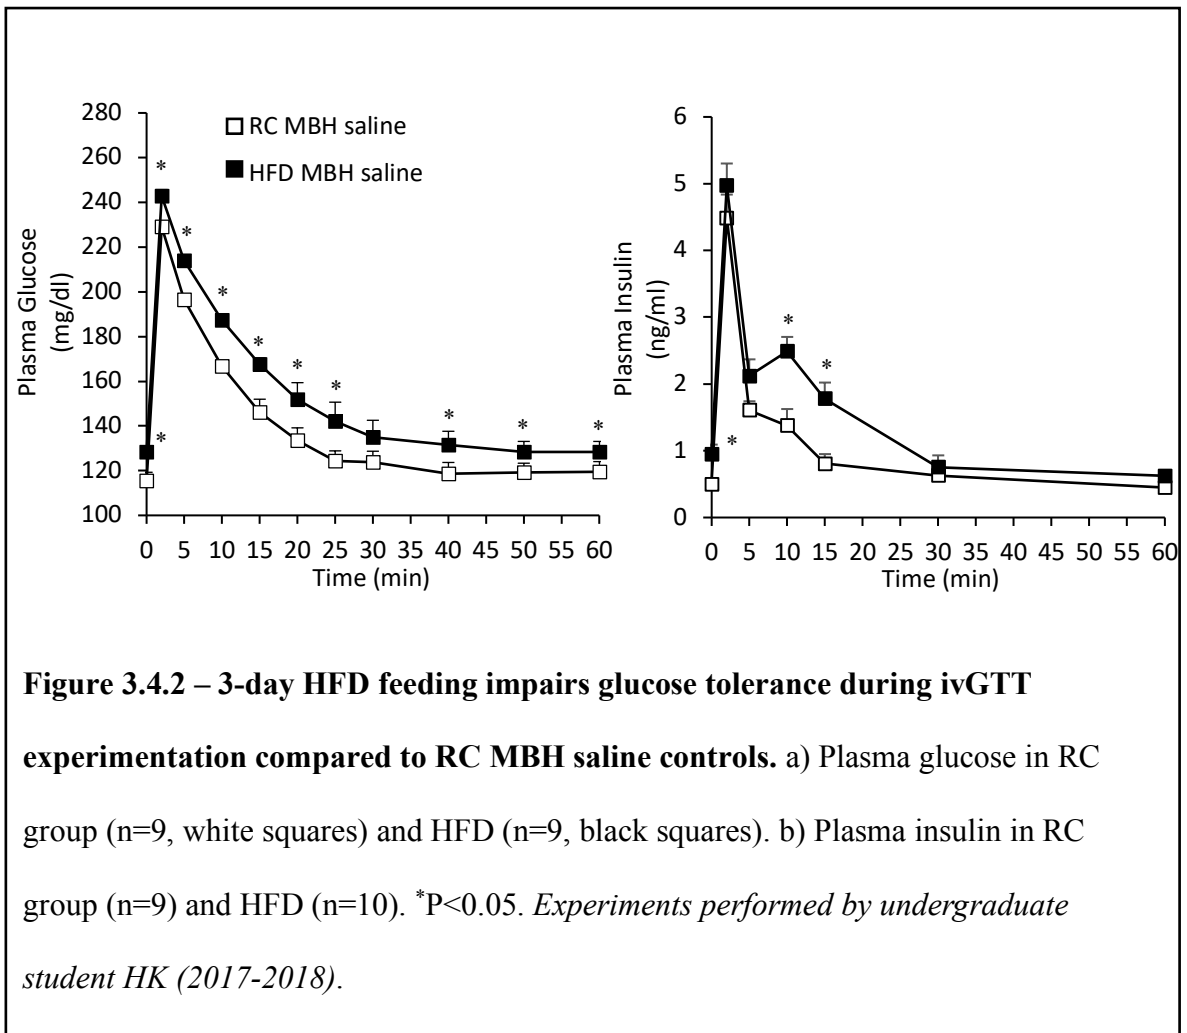 280
260
240
220
200
180
160
140
120
100
Plasma Glucose
(mg/dl)
RC MBH saline
HFD MBH saline
* * * * * * * * * * *
0 5 10 15 20 25 30 35 40 45 50 55 60
Time (min)
6
5
4
3
2
1
0
Plasma Insulin
(ng/ml)
* * *
0 5 10 15 20 25 30 35 40 45 50 55 60
Time (min)
Figure 3.4.2 – 3-day HFD feeding impairs glucose tolerance during ivGTT
experimentation compared to RC MBH saline controls. a) Plasma glucose in RC
group (n=9, white squares) and HFD (n=9, black squares). b) Plasma insulin in RC
group (n=9) and HFD (n=10). *P<0.05. Experiments performed by undergraduate
student HK (2017-2018).